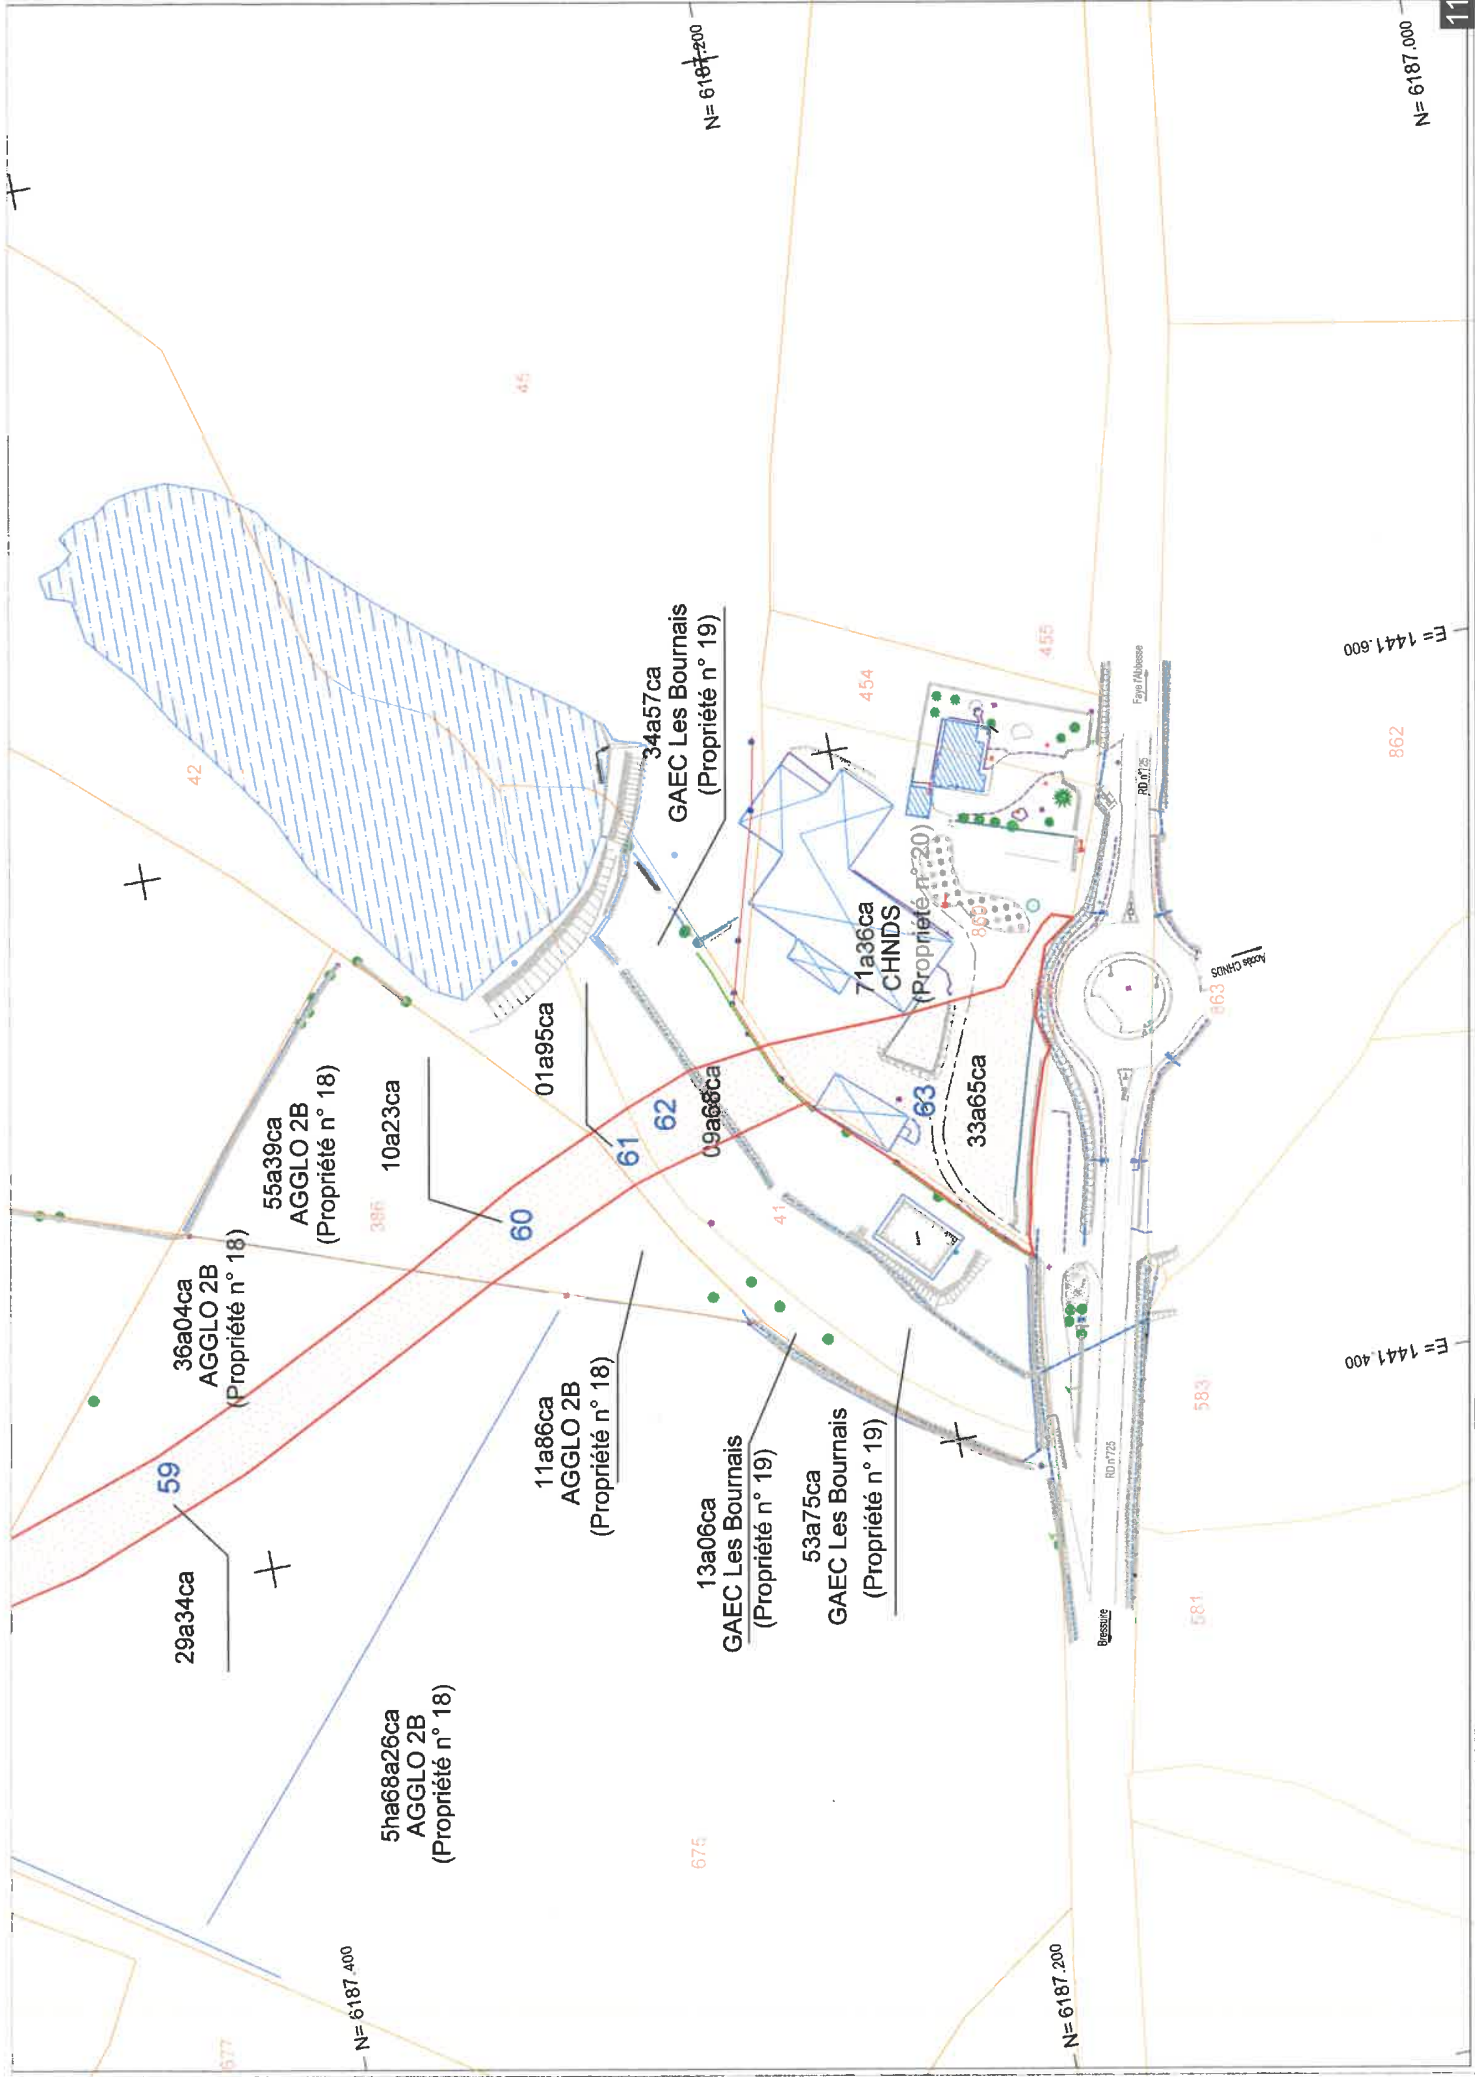 N= 6187.200
N= 6187.000
11
45
42
34a57ca
GAEC Les Bournais
(Propriété n° 19)
454
455
E= 1441.600
Faye l'Abbesse
RD n°725
862
71a36ca
CHNDS
(Propriété n° 20)
860
Accès CHNDS
863
55a39ca
AGGLO 2B
(Propriété n° 18)
10a23ca
386
01a95ca
60
61
62
09a68ca
63
33a65ca
41
36a04ca
AGGLO 2B
(Propriété n° 18)
59
29a34ca
11a86ca
AGGLO 2B
(Propriété n° 18)
13a06ca
GAEC Les Bournais
(Propriété n° 19)
53a75ca
GAEC Les Bournais
(Propriété n° 19)
E= 1441.400
583
RD n°725
581
Bressuire
5ha68a26ca
AGGLO 2B
(Propriété n° 18)
675
677
N= 6187.400
N= 6187.200